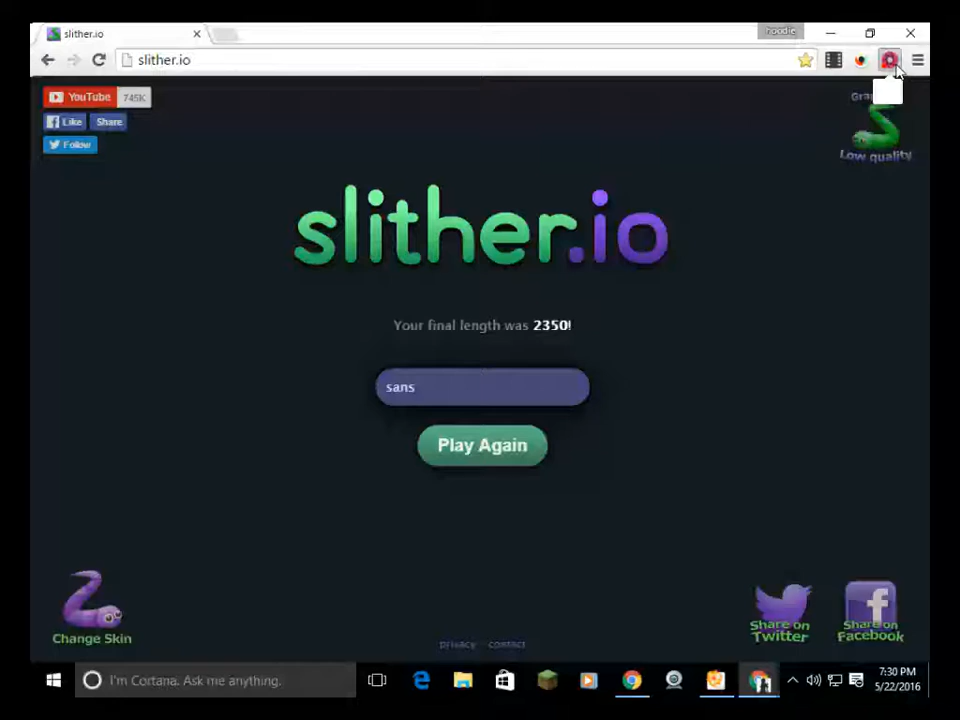 slither.io
hoodie
slither.io
YouTube 745K
Like Share
Follow
Low quality
slither.io
Your final length was 2350!
sans
Play Again
Change Skin
Share on
Twitter
Share on
Facebook
privacy contact
I'm Cortana. Ask me anything.
7:30 PM
5/22/2016